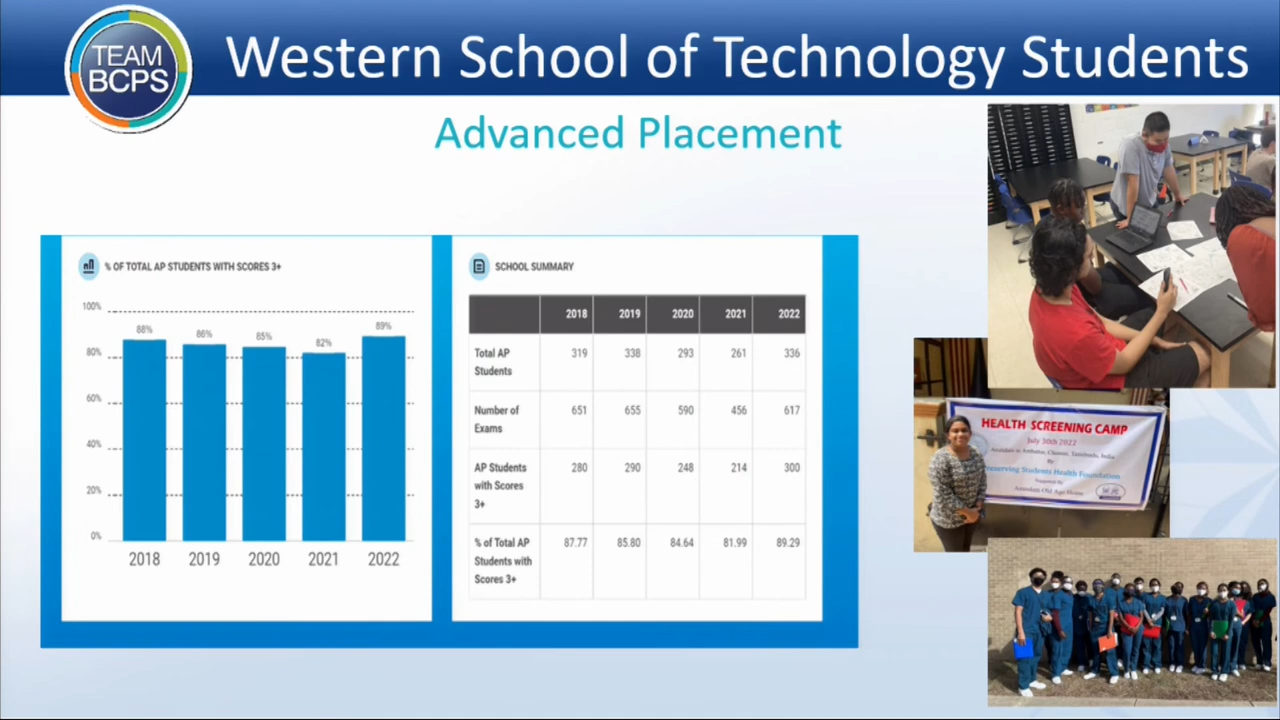 TEAM
BCPS
Western School of Technology Students
Advanced Placement
% OF TOTAL AP STUDENTS WITH SCORES 3+
100%
80%
60%
40%
20%
0%
88%
86%
85%
82%
89%
2018 2019 2020 2021 2022
SCHOOL SUMMARY
2018 2019 2020 2021 2022
Total AP
Students
319 338 293 261 336
Number of
Exams
651 655 590 456 617
AP Students
with Scores
3+
280 290 248 214 300
% of Total AP
Students with
Scores 3+
87.77 85.80 84.64 81.99 89.29
HEALTH SCREENING CAMP
July 30th 2022
By
Preserving Students Health Foundation
Supported By